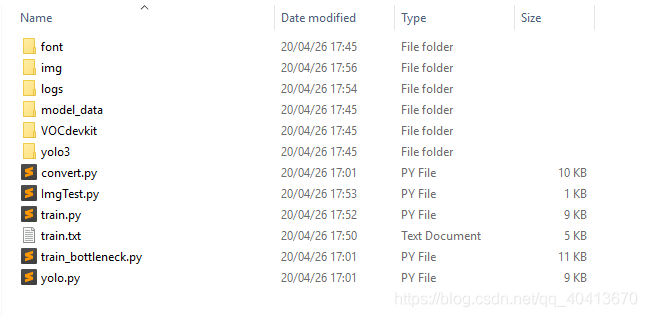 Name Date modified Type Size
font 20/04/26 17:45 File folder
img 20/04/26 17:56 File folder
logs 20/04/26 17:54 File folder
model_data 20/04/26 17:45 File folder
VOCdevkit 20/04/26 17:45 File folder
yolo3 20/04/26 17:45 File folder
convert.py 20/04/26 17:01 PY File 10 KB
ImgTest.py 20/04/26 17:53 PY File 1 KB
train.py 20/04/26 17:52 PY File 9 KB
train.txt 20/04/26 17:50 Text Document 5 KB
train_bottleneck.py 20/04/26 17:01 PY File 11 KB
yolo.py 20/04/26 17:01 PY File 9 KB
https://blog.csdn.net/qq_40413670